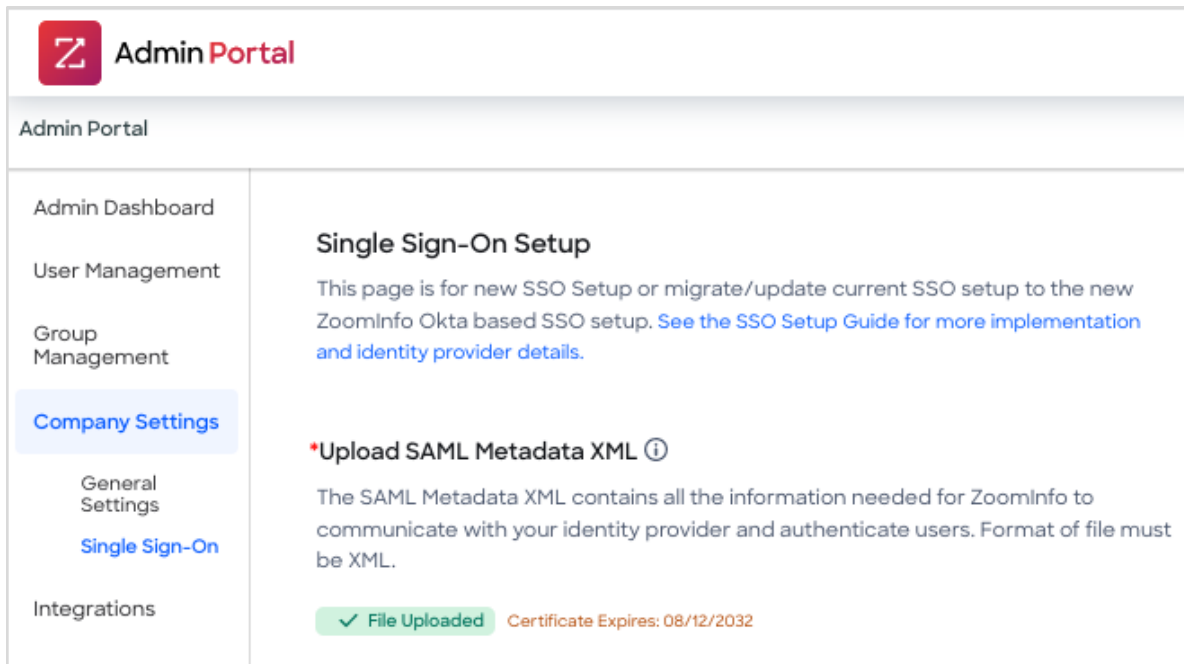 Admin Portal
Admin Portal
Admin Dashboard
User Management
Group
Management
Company Settings
General
Settings
Single Sign-On
Integrations
Single Sign-On Setup
This page is for new SSO Setup or migrate/update current SSO setup to the new
ZoomInfo Okta based SSO setup. See the SSO Setup Guide for more implementation
and identity provider details.
*Upload SAML Metadata XML
The SAML Metadata XML contains all the information needed for ZoomInfo to
communicate with your identity provider and authenticate users. Format of file must
be XML.
File Uploaded Certificate Expires: 08/12/2032